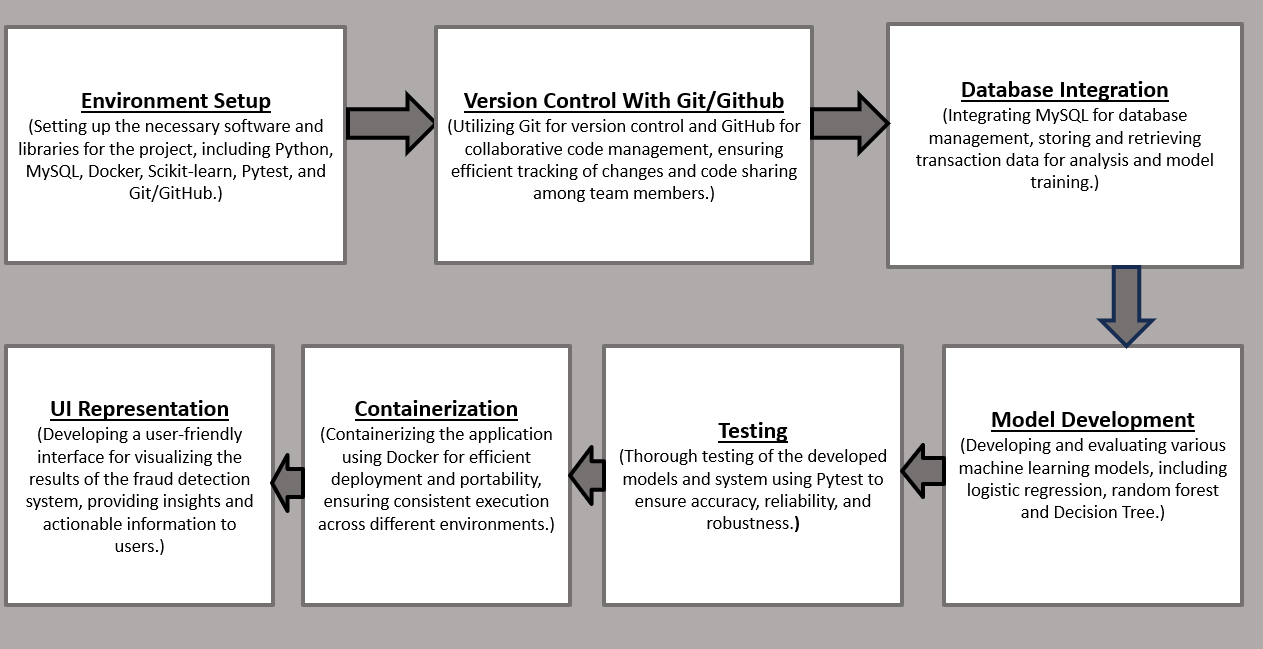 Environment Setup
(Setting up the necessary software and
libraries for the project, including Python,
MySQL, Docker, Scikit-learn, Pytest, and
Git/GitHub.)
Version Control With Git/Github
(Utilizing Git for version control and GitHub for
collaborative code management, ensuring
efficient tracking of changes and code sharing
among team members.)
Database Integration
(Integrating MySQL for database
management, storing and retrieving
transaction data for analysis and model
training.)
Model Development
(Developing and evaluating various
machine learning models, including
logistic regression, random forest
and Decision Tree.)
Testing
(Thorough testing of the developed
models and system using Pytest to
ensure accuracy, reliability, and
robustness.)
Containerization
(Containerizing the application
using Docker for efficient
deployment and portability,
ensuring consistent execution
across different environments.)
UI Representation
(Developing a user-friendly
interface for visualizing the
results of the fraud detection
system, providing insights and
actionable information to
users.)